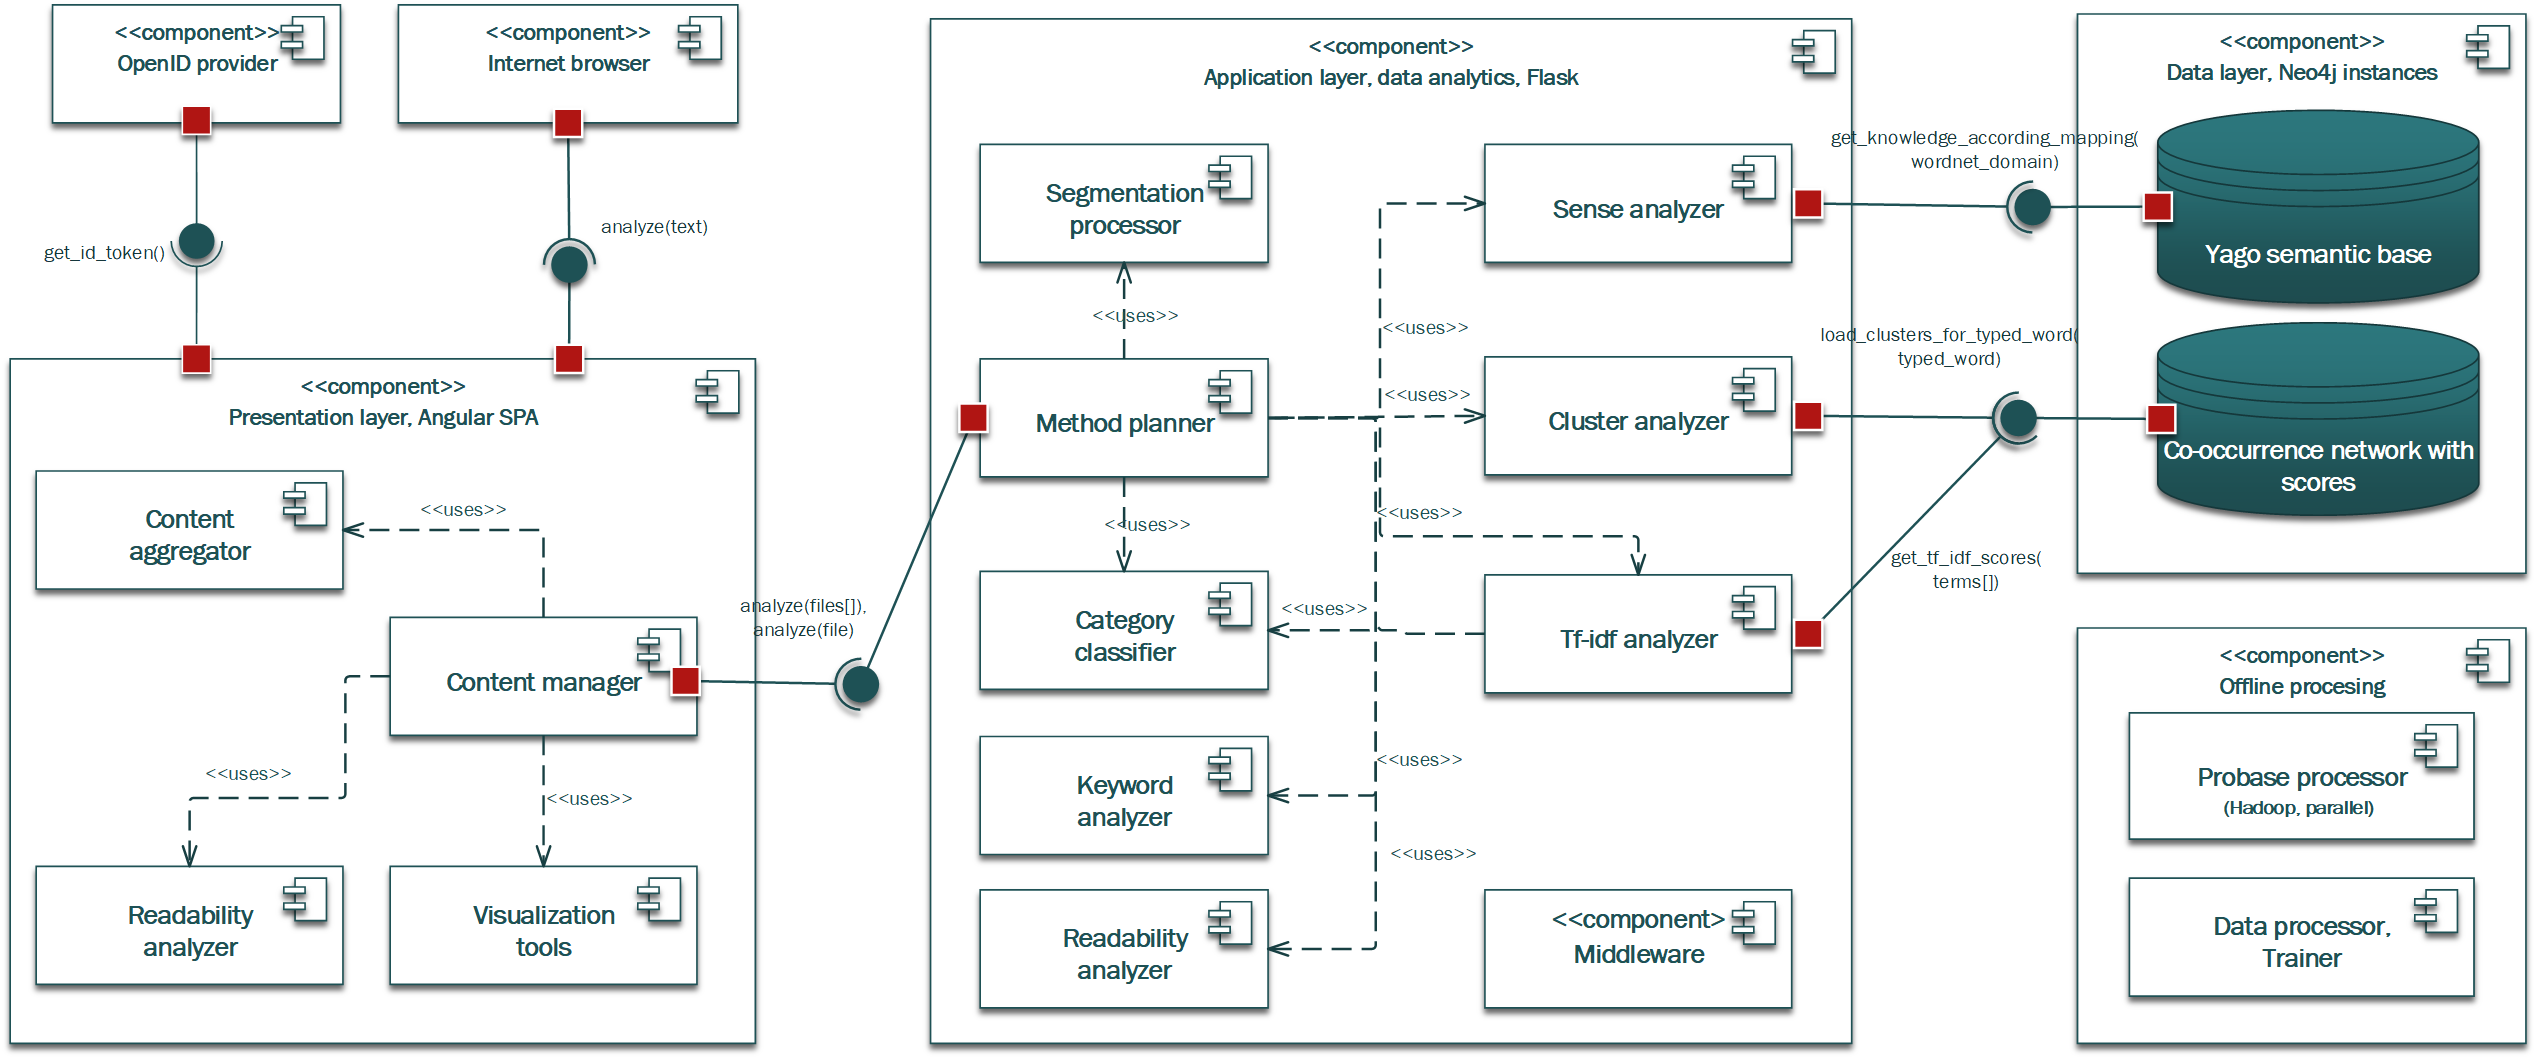 <<component>>
OpenID provider
<<component>>
Internet browser
get_id_token()
analyze(text)
<<component>>
Presentation layer, Angular SPA
Content
aggregator
<<uses>>
Content manager
<<uses>>
<<uses>>
Readability
analyzer
Visualization
tools
analyze(files[]),
analyze(file)
<<component>>
Application layer, data analytics, Flask
Segmentation
processor
<<uses>>
Method planner
<<uses>>
Category
classifier
Keyword
analyzer
Readability
analyzer
<<uses>>
<<uses>>
<<uses>>
<<uses>>
<<uses>>
<<uses>>
Sense analyzer
Cluster analyzer
Tf-idf analyzer
<<component>
Middleware
get_knowledge_according_mapping(
wordnet_domain)
load_clusters_for_typed_word(
typed_word)
get_tf_idf_scores(
terms[])
<<component>>
Data layer, Neo4j instances
Yago semantic base
Co-occurrence network with
scores
<<component>>
Offline procesing
Probase processor
(Hadoop, parallel)
Data processor,
Trainer